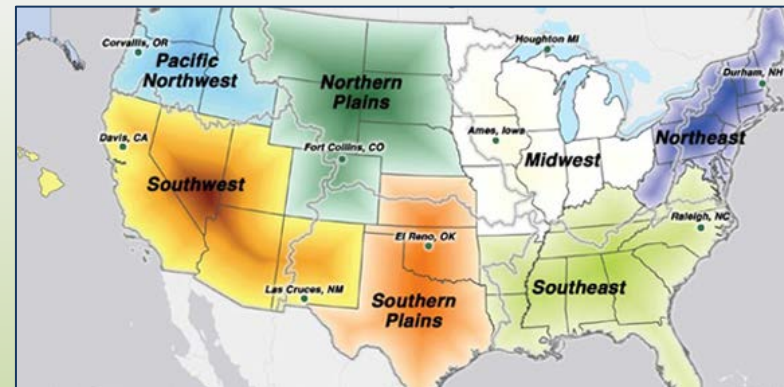 Corvallis, OR
Pacific
Northwest
Northern
Plains
Houghton MI
Durham, NH
Northeast
Davis, CA
Southwest
Fort Collins, CO
Ames, Iowa
Midwest
Raleigh, NC
El Reno, OK
Southeast
Las Cruces, NM
Southern
Plains